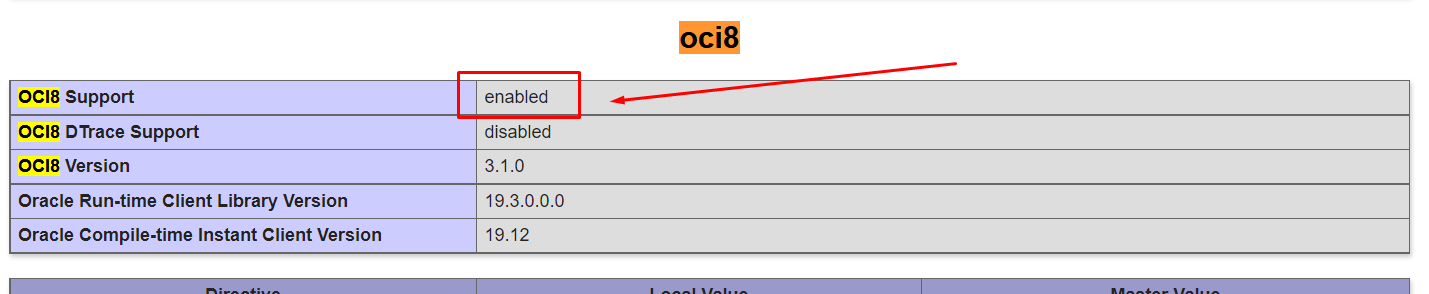 oci8
OCI8 Support enabled
OCI8 DTrace Support disabled
OCI8 Version 3.1.0
Oracle Run-time Client Library Version 19.3.0.0.0
Oracle Compile-time Instant Client Version 19.12
Directive Local Value Master Value